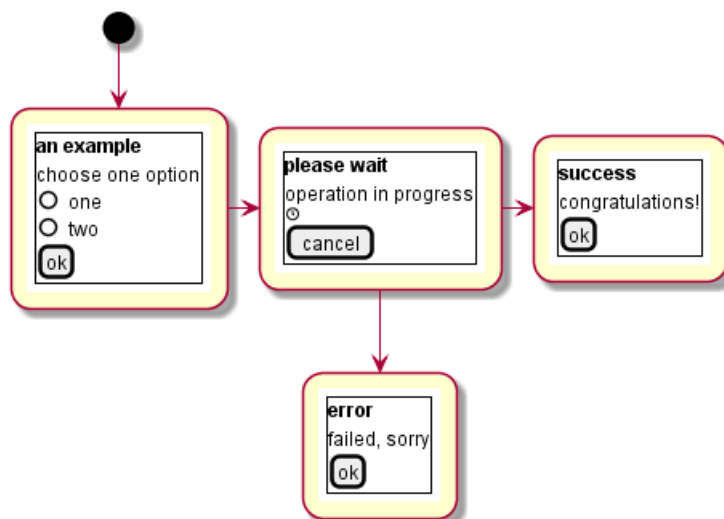 an example
choose one option
one
two
ok
please wait
operation in progress
cancel
success
congratulations!
ok
error
failed, sorry
ok